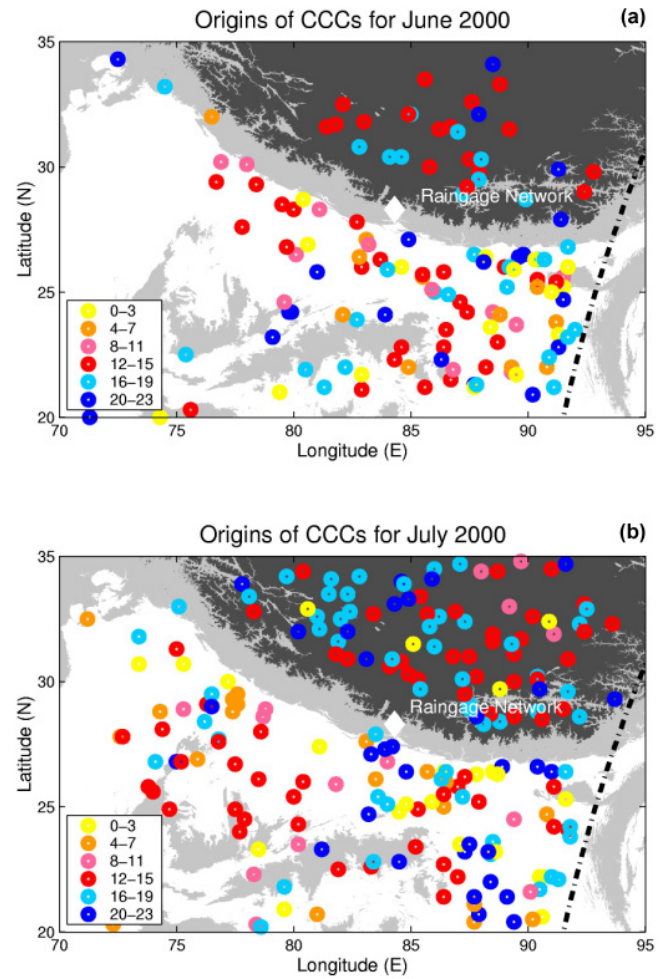 Origins of CCCs for June 2000
(a)
35
30
25
20
Latitude (N)
Raingage Network
0–3
4–7
8–11
12–15
16–19
20–23
70 75 80 85 90 95
Longitude (E)
Origins of CCCs for July 2000
(b)
35
30
25
20
Latitude (N)
Raingage Network
0–3
4–7
8–11
12–15
16–19
20–23
70 75 80 85 90 95
Longitude (E)